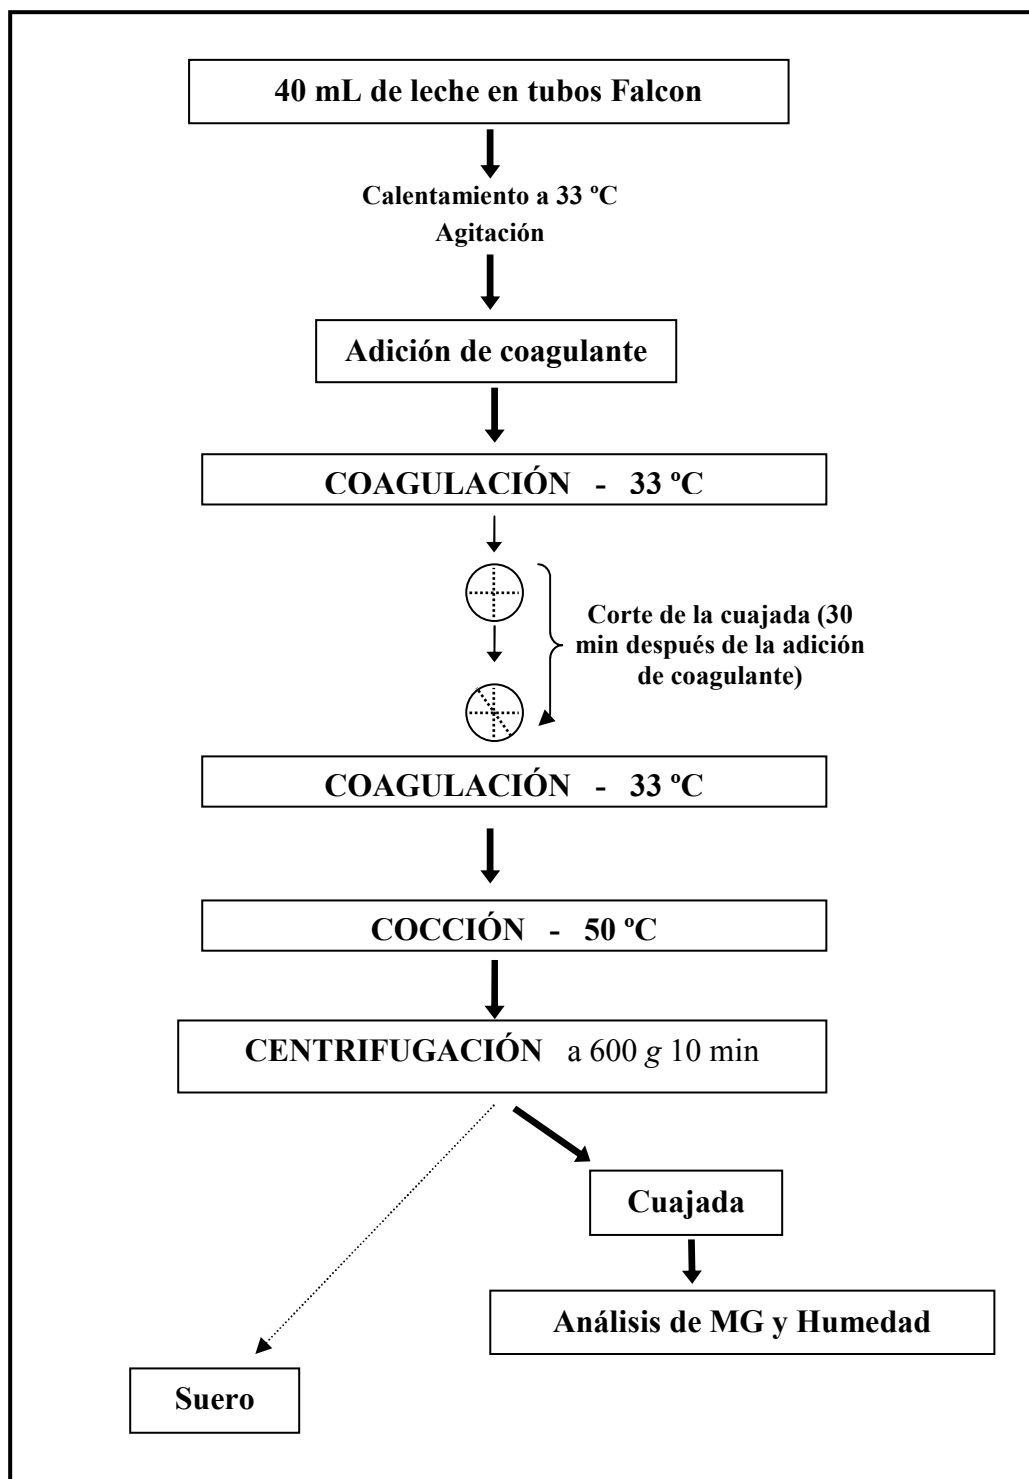 40 mL de leche en tubos Falcon
Calentamiento a 33 ºC
Agitación
Adición de coagulante
COAGULACIÓN - 33 ºC
Corte de la cuajada (30
min después de la adición
de coagulante)
COAGULACIÓN - 33 ºC
COCCIÓN - 50 ºC
CENTRIFUGACIÓN a 600 g 10 min
Cuajada
Análisis de MG y Humedad
Suero